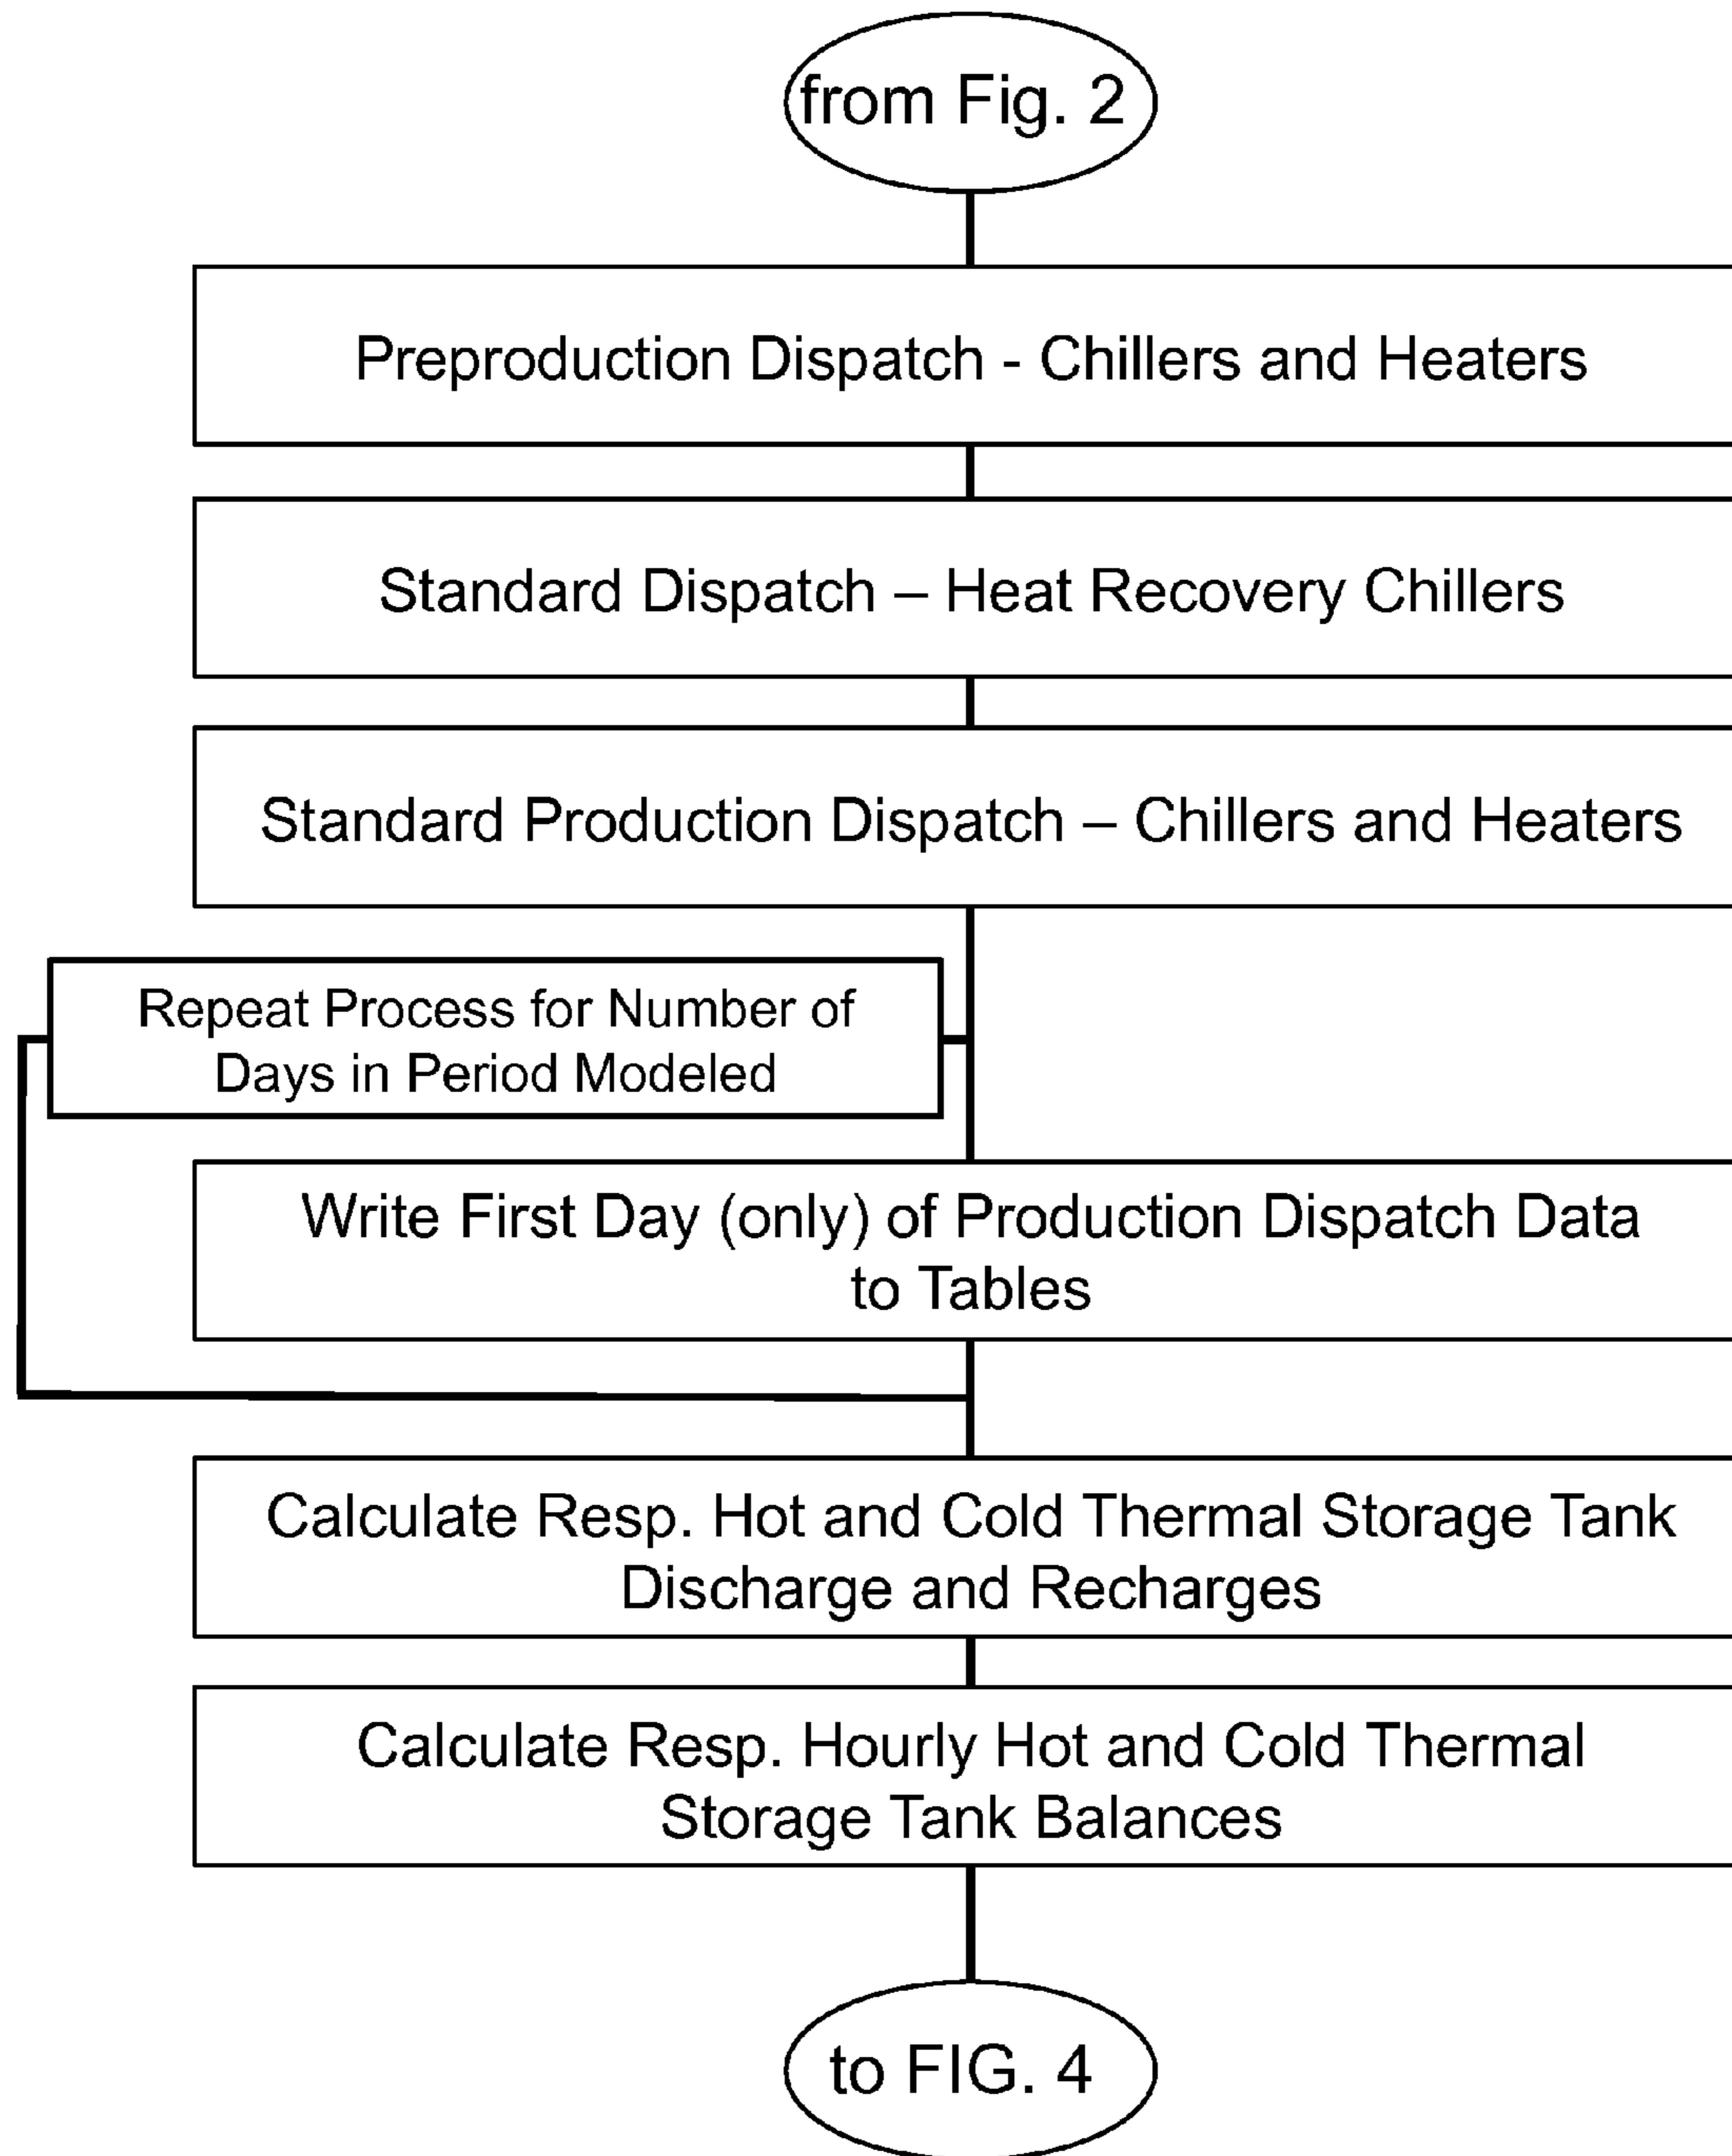 from Fig. 2
Preproduction Dispatch - Chillers and Heaters
Standard Dispatch – Heat Recovery Chillers
Standard Production Dispatch – Chillers and Heaters
Repeat Process for Number of
Days in Period Modeled
Write First Day (only) of Production Dispatch Data
to Tables
Calculate Resp. Hot and Cold Thermal Storage Tank
Discharge and Recharges
Calculate Resp. Hourly Hot and Cold Thermal
Storage Tank Balances
to FIG. 4